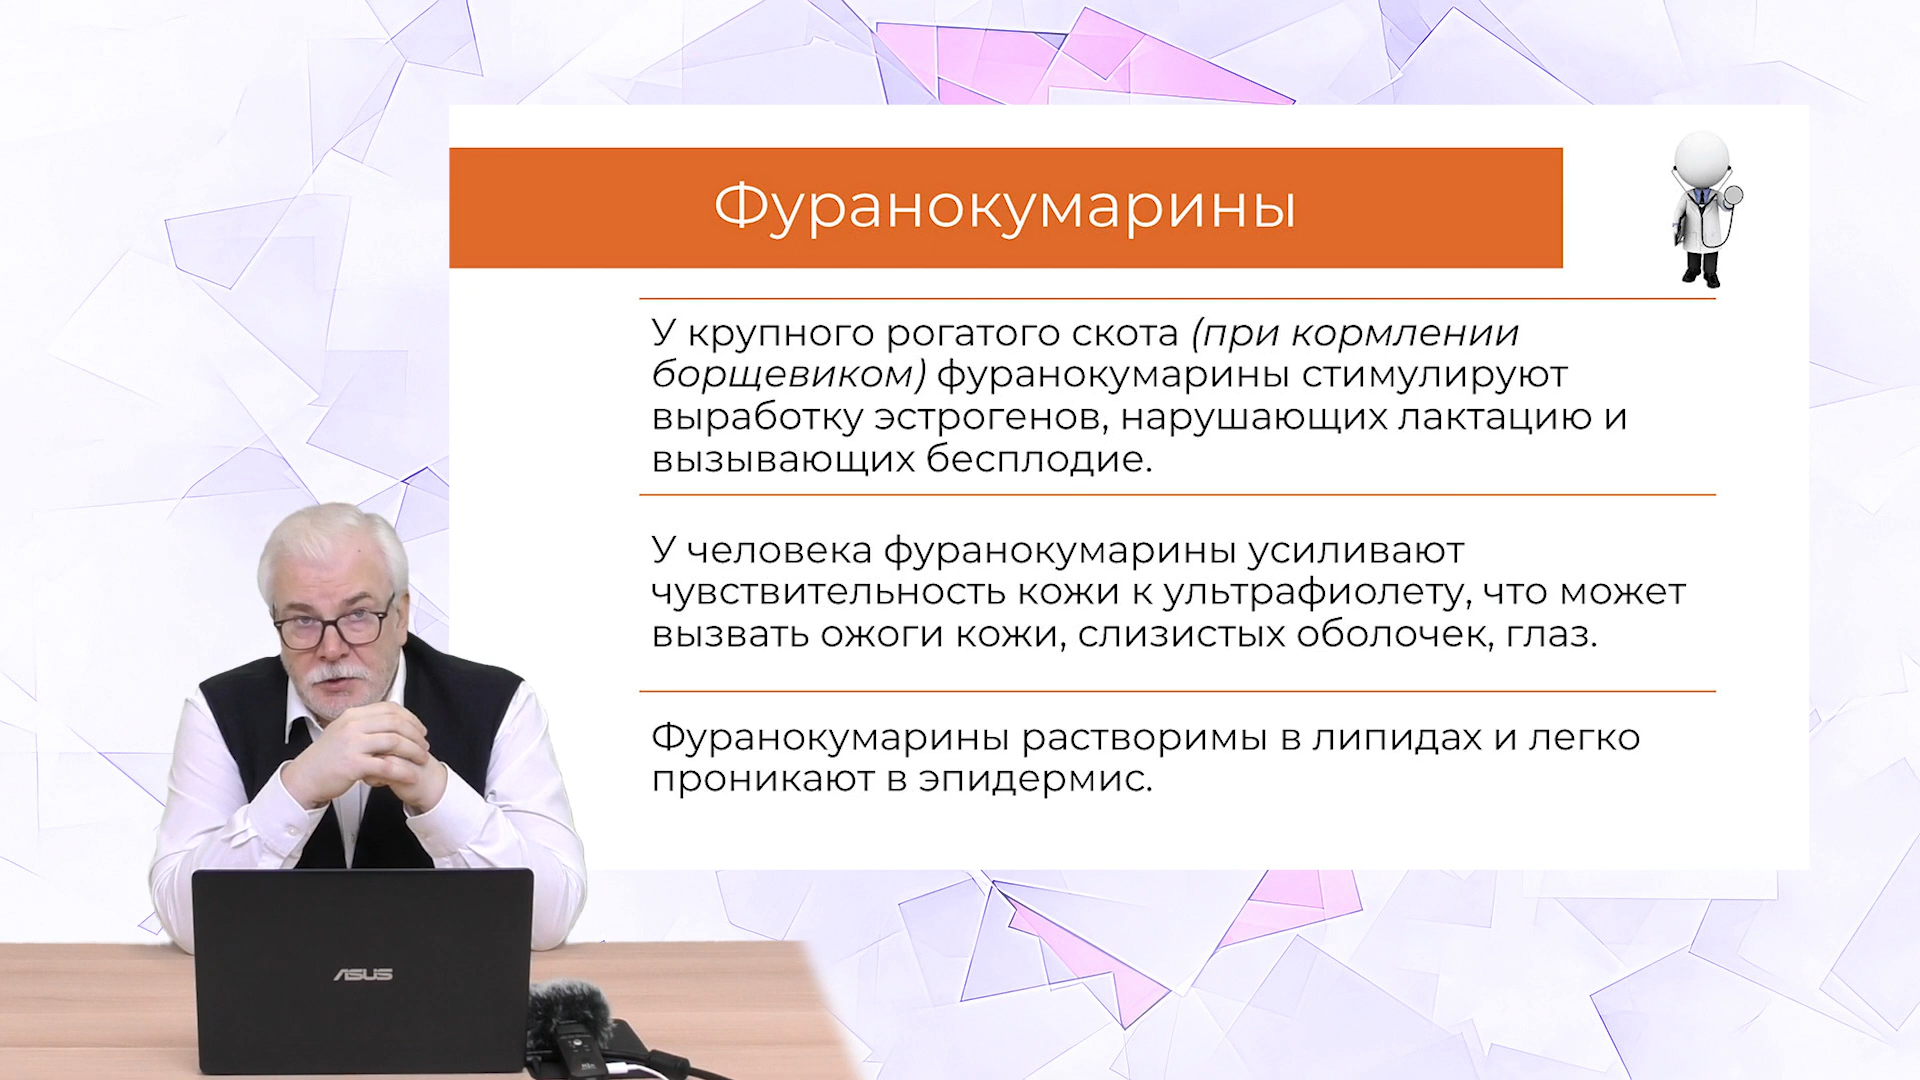 Фуранокумарины
У крупного рогатого скота (при кормлении
борщевиком) фуранокумарины стимулируют
выработку эстрогенов, нарушающих лактацию и
вызывающих бесплодие.
У человека фуранокумарины усиливают
чувствительность кожи к ультрафиолету, что может
вызвать ожоги кожи, слизистых оболочек, глаз.
Фуранокумарины растворимы в липидах и легко
проникают в эпидермис.
ASUS